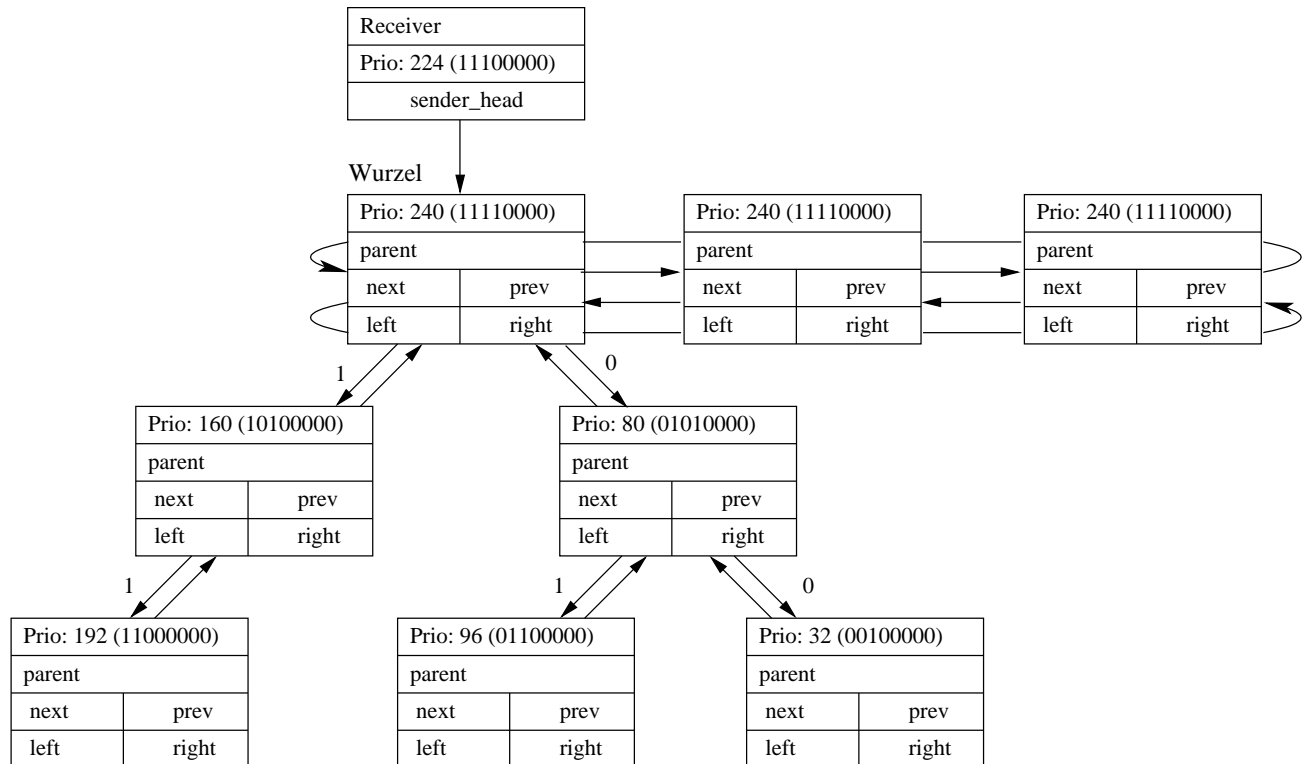 Receiver
Prio: 224 (11100000)
sender_head
Wurzel
Prio: 240 (11110000)
parent
next prev
left right
Prio: 240 (11110000)
parent
next prev
left right
Prio: 240 (11110000)
parent
next prev
left right
1
0
Prio: 160 (10100000)
parent
next prev
left right
Prio: 80 (01010000)
parent
next prev
left right
1
1
0
Prio: 192 (11000000)
parent
next prev
left right
Prio: 96 (01100000)
parent
next prev
left right
Prio: 32 (00100000)
parent
next prev
left right